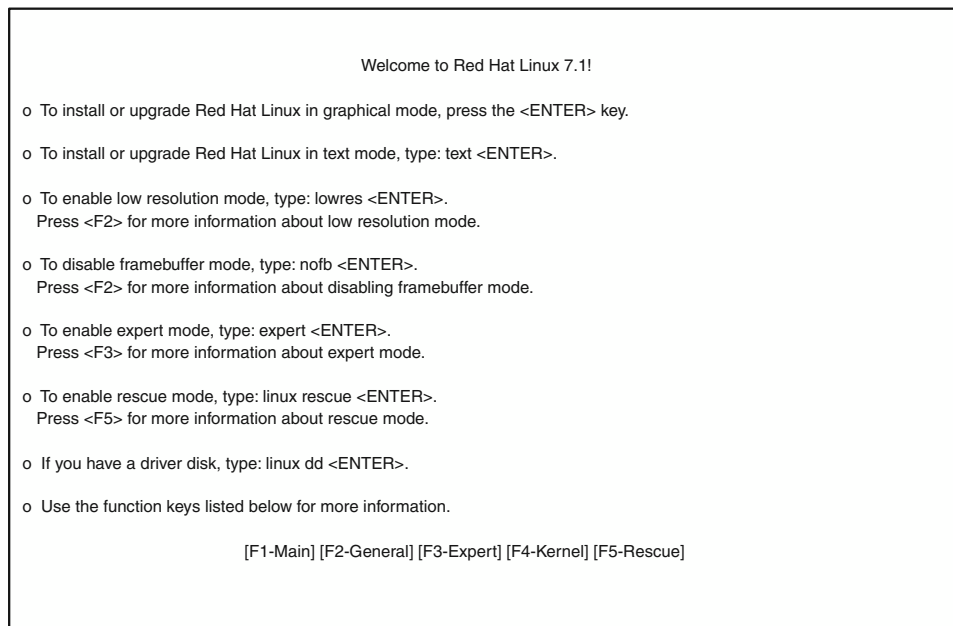 Welcome to Red Hat Linux 7.1!
o To install or upgrade Red Hat Linux in graphical mode, press the <ENTER> key.
o To install or upgrade Red Hat Linux in text mode, type: text <ENTER>.
o To enable low resolution mode, type: lowres <ENTER>.
Press <F2> for more information about low resolution mode.
o To disable framebuffer mode, type: nofb <ENTER>.
Press <F2> for more information about disabling framebuffer mode.
o To enable expert mode, type: expert <ENTER>.
Press <F3> for more information about expert mode.
o To enable rescue mode, type: linux rescue <ENTER>.
Press <F5> for more information about rescue mode.
o If you have a driver disk, type: linux dd <ENTER>.
o Use the function keys listed below for more information.
[F1-Main] [F2-General] [F3-Expert] [F4-Kernel] [F5-Rescue]